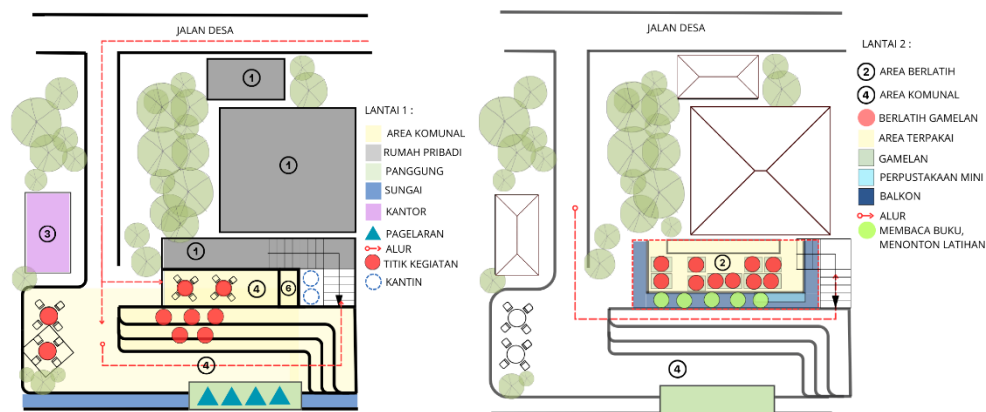 JALAN DESA
1
1
3
1
4
6
4
LANTAI 1 :
AREA KOMUNAL
RUMAH PRIBADI
PANGGUNG
SUNGAI
KANTOR
PAGELARAN
ALUR
TITIK KEGIATAN
KANTIN
JALAN DESA
2
4
LANTAI 2 :
2 AREA BERLATIH
4 AREA KOMUNAL
BERLATIH GAMELAN
AREA TERPAKAI
GAMELAN
PERPUSTAKAAN MINI
BALKON
ALUR
MEMBACA BUKU,
MENONTON LATIHAN